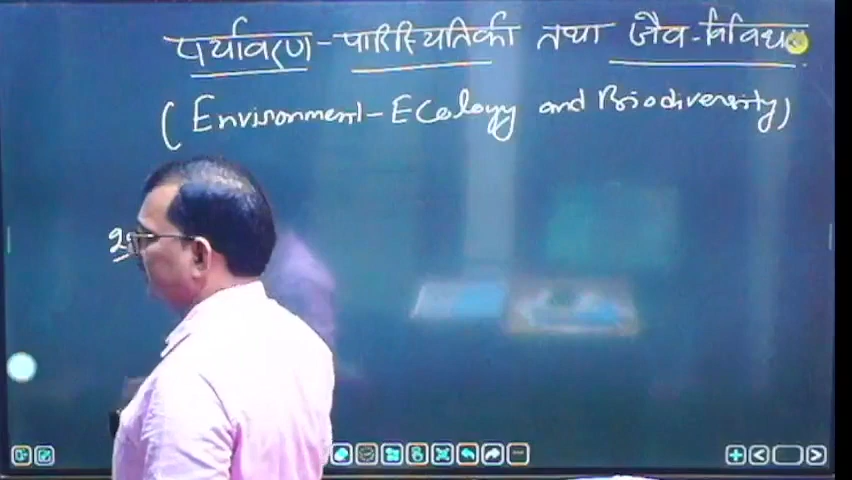 पर्यावरण - पारिस्थितिकी तथा जैव-विविधता
(Environment - Ecology and Biodiversity)